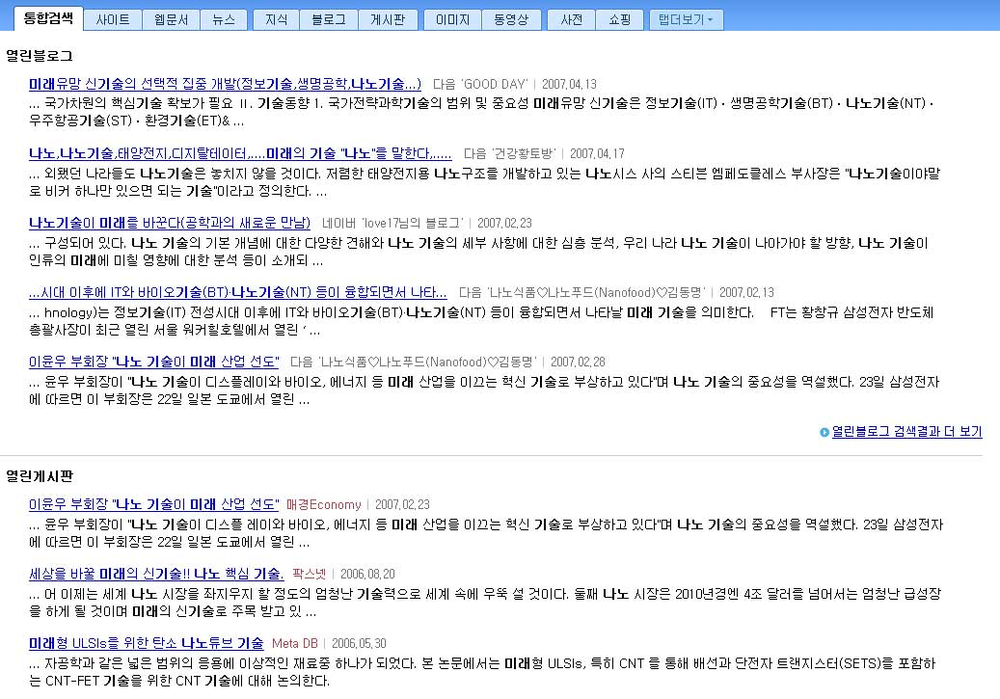 통합검색 사이트 웹문서 뉴스 지식 블로그 게시판 이미지 동영상 사전 쇼핑 탭더보기
열린블로그
미래유망 신기술의 선택적 집중 개발(정보기술,생명공학,나노기술...) 다음 'GOOD DAY' | 2007.04.13
... 국가차원의 핵심기술 확보가 필요 Ⅱ. 기술동향 1. 국가전략과학기술의 범위 및 중요성 미래유망 신기술은 정보기술(IT)·생명공학기술(BT)·나노기술(NT)·
우주항공기술(ST)·환경기술(ET)& ...
나노,나노기술,태양전지,디지탈테이터,....미래의 기술 "나노"를 말한다,..... 다음 '건강황토방' | 2007.04.17
... 외됐던 나라들도 나노기술은 놓치지 않을 것이다. 저렴한 태양전지용 나노구조를 개발하고 있는 나노시스 사의 스티븐 엠페도클레스 부사장은 "나노기술이야말
로 비커 하나만 있으면 되는 기술"이라고 정의한다. ...
나노기술이 미래를 바꾼다(공학과의 새로운 만남) 네이버 'love17님의 블로그' | 2007.02.23
... 구성되어 있다. 나노 기술의 기본 개념에 대한 다양한 견해와 나노 기술의 세부 사항에 대한 심층 분석, 우리 나라 나노 기술이 나아가야 할 방향, 나노 기술이
인류의 미래에 미칠 영향에 대한 분석 등이 소개되 ...
...시대 이후에 IT와 바이오기술(BT)·나노기술(NT) 등이 융합되면서 나타... 다음 '나노식품♡나노푸드(Nanofood)♡김동명' | 2007.02.13
... hnology)는 정보기술(IT) 전성시대 이후에 IT와 바이오기술(BT)·나노기술(NT) 등이 융합되면서 나타날 미래 기술을 의미한다. FT는 황창규 삼성전자 반도체
총괄사장이 최근 열린 서울 워커힐호텔에서 열린 ' ...
이윤우 부회장 "나노 기술이 미래 산업 선도" 다음 '나노식품♡나노푸드(Nanofood)♡김동명' | 2007.02.28
... 윤우 부회장이 "나노 기술이 디스플레이와 바이오, 에너지 등 미래 산업을 이끄는 혁신 기술로 부상하고 있다"며 나노 기술의 중요성을 역설했다. 23일 삼성전자
에 따르면 이 부회장은 22일 일본 도쿄에서 열린 ...
열린블로그 검색결과 더 보기
열린게시판
이윤우 부회장 "나노 기술이 미래 산업 선도" 매경Economy | 2007.02.23
... 윤우 부회장이 "나노 기술이 디스플 레이와 바이오, 에너지 등 미래 산업을 이끄는 혁신 기술로 부상하고 있다"며 나노 기술의 중요성을 역설했다. 23일 삼성전자
에 따르면 이 부회장은 22일 일본 도쿄에서 열린 ...
세상을 바꿀 미래의 신기술!! 나노 핵심 기술. 팍스넷 | 2006.08.20
... 어 이제는 세계 나노 시장을 좌지우지 할 정도의 엄청난 기술력으로 세계 속에 우뚝 설 것이다. 둘째 나노 시장은 2010년경엔 4조 달러를 넘어서는 엄청난 급성장
을 하게 될 것이며 미래의 신기술로 주목 받고 있 ...
미래형 ULSIs를 위한 탄소 나노튜브 기술 Meta DB | 2006.05.30
... 자공학과 같은 넓은 범위의 응용에 이상적인 재료중 하나가 되었다. 본 논문에서는 미래형 ULSIs, 특히 CNT 를 통해 배선과 단전자 트랜지스터(SETS)를 포함하
는 CNT-FET 기술을 위한 CNT 기술에 대해 논의한다.